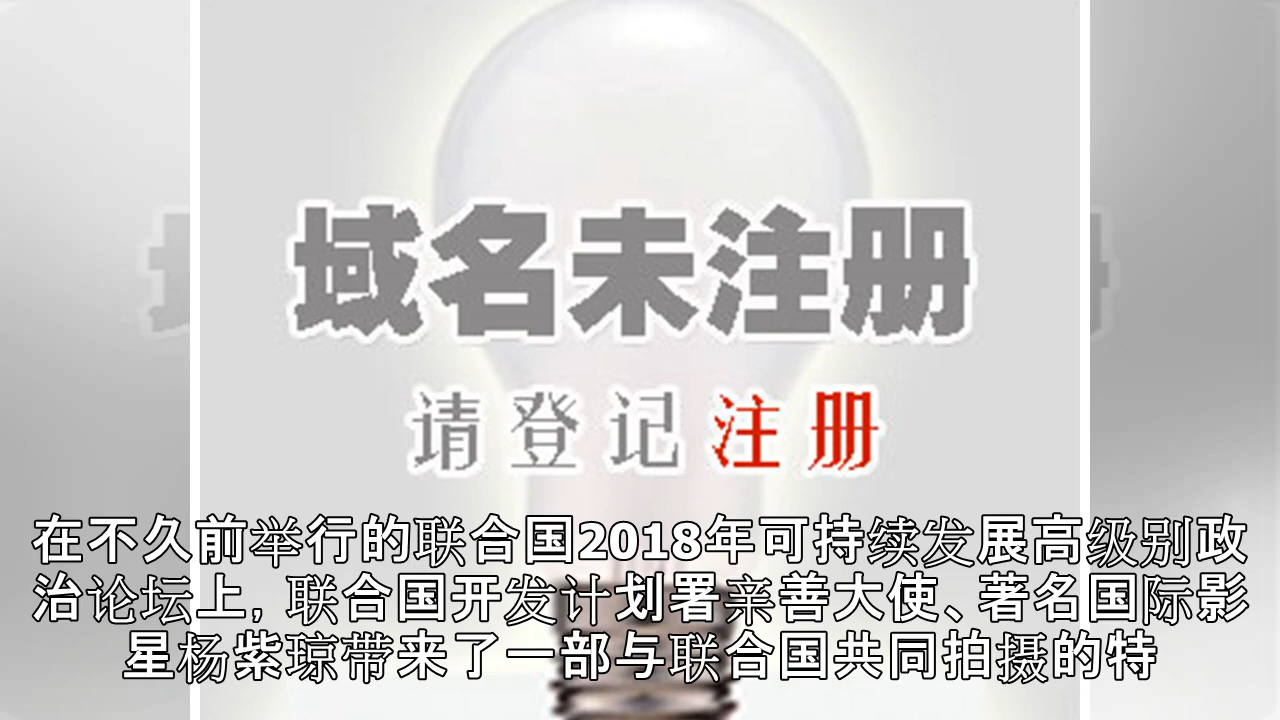 域名未注册
请登记注册
在不久前举行的联合国2018年可持续发展高级别政
治论坛上，联合国开发计划署亲善大使、著名国际影
星杨紫琼带来了一部与联合国共同拍摄的特